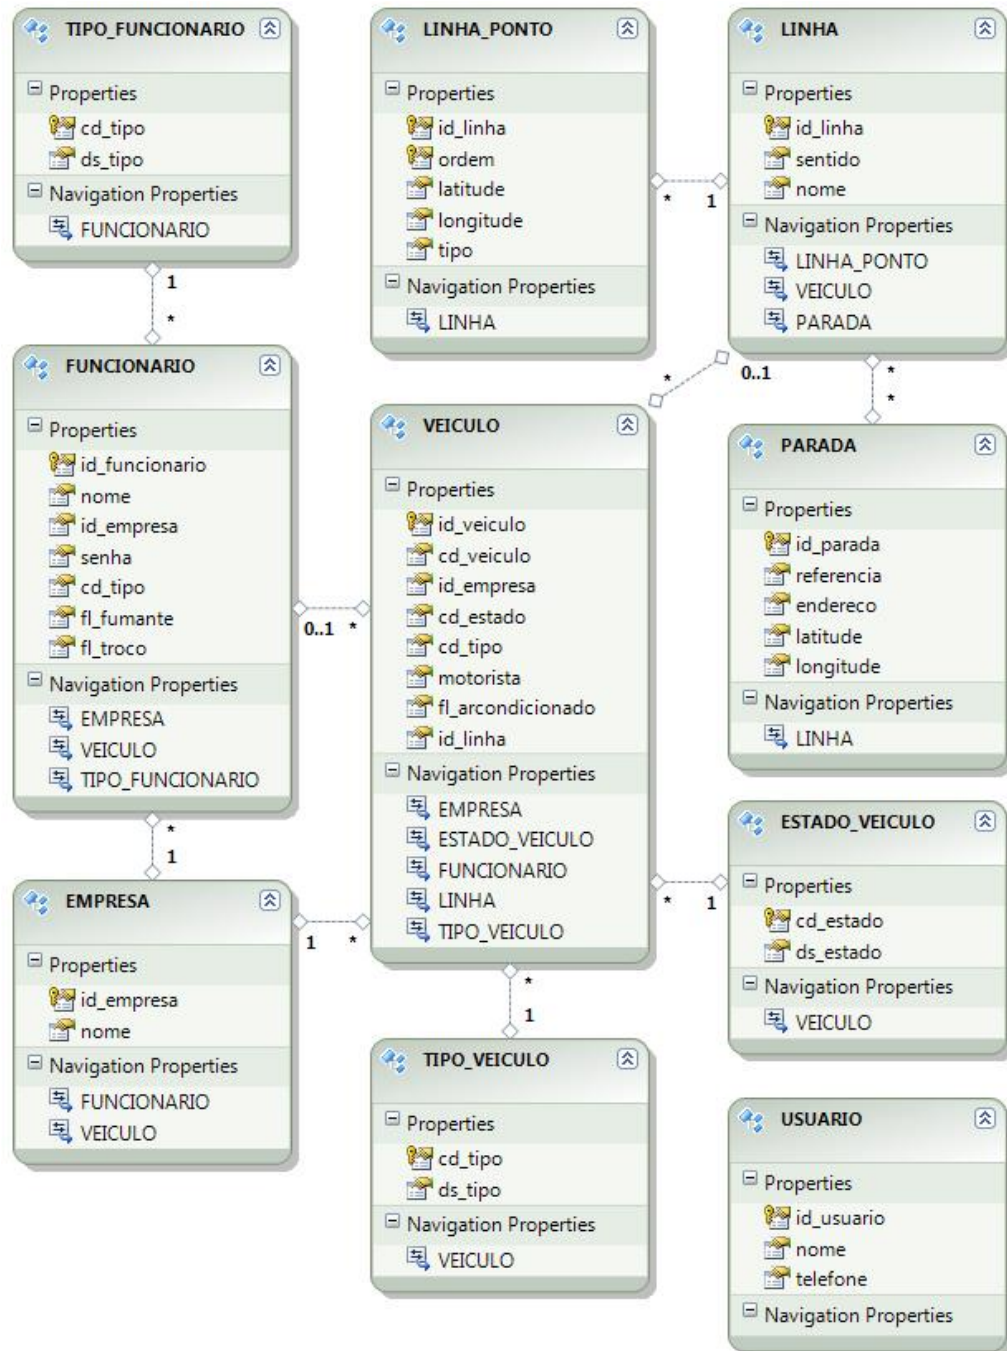 TIPO_FUNCIONARIO
Properties
cd_tipo
ds_tipo
Navigation Properties
FUNCIONARIO
1
*
FUNCIONARIO
Properties
id_funcionario
nome
id_empresa
senha
cd_tipo
fl_fumante
fl_troco
Navigation Properties
EMPRESA
VEICULO
TIPO_FUNCIONARIO
*
1
EMPRESA
Properties
id_empresa
nome
Navigation Properties
FUNCIONARIO
VEICULO
LINHA_PONTO
Properties
id_linha
ordem
latitude
longitude
tipo
Navigation Properties
LINHA
* 1
* 0..1
VEICULO
Properties
id_veiculo
cd_veiculo
id_empresa
cd_estado
cd_tipo
motorista
fl_arcondicionado
id_linha
Navigation Properties
EMPRESA
ESTADO_VEICULO
FUNCIONARIO
LINHA
TIPO_VEICULO
0..1 *
1 *
* 1
*
1
TIPO_VEICULO
Properties
cd_tipo
ds_tipo
Navigation Properties
VEICULO
LINHA
Properties
id_linha
sentido
nome
Navigation Properties
LINHA_PONTO
VEICULO
PARADA
*
*
PARADA
Properties
id_parada
referencia
endereco
latitude
longitude
Navigation Properties
LINHA
ESTADO_VEICULO
Properties
cd_estado
ds_estado
Navigation Properties
VEICULO
USUARIO
Properties
id_usuario
nome
telefone
Navigation Properties